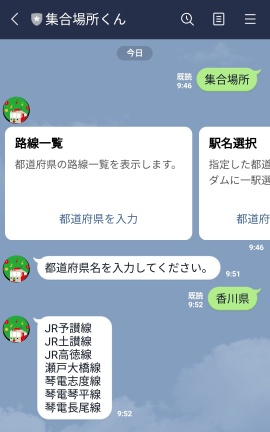 集合場所くん
今日
既読
9:46
集合場所
路線一覧
都道府県の路線一覧を表示します。
都道府県を入力
駅名選択
指定した都道
ダムに一駅選
都道府
9:46
都道府県名を入力してください。
9:51
既読
9:52
香川県
JR予讃線
JR土讃線
JR高徳線
瀬戸大橋線
琴電志度線
琴電琴平線
琴電長尾線
9:52